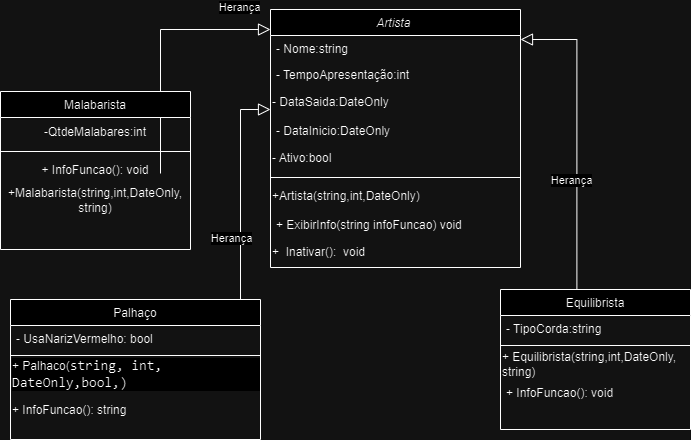 Herança
Artista
- Nome:string
- TempoApresentação:int
- DataSaida:DateOnly
- DataInicio:DateOnly
- Ativo:bool
+Artista(string,int,DateOnly)
+ ExibirInfo(string infoFuncao) void
+ Inativar(): void
Malabarista
-QtdeMalabares:int
+ InfoFuncao(): void
+Malabarista(string,int,DateOnly,
string)
Herança
Herança
Palhaço
- UsaNarizVermelho: bool
+ Palhaco(string, int,
DateOnly,bool,)
+ InfoFuncao(): string
Equilibrista
- TipoCorda:string
+ Equilibrista(string,int,DateOnly,
string)
+ InfoFuncao(): void